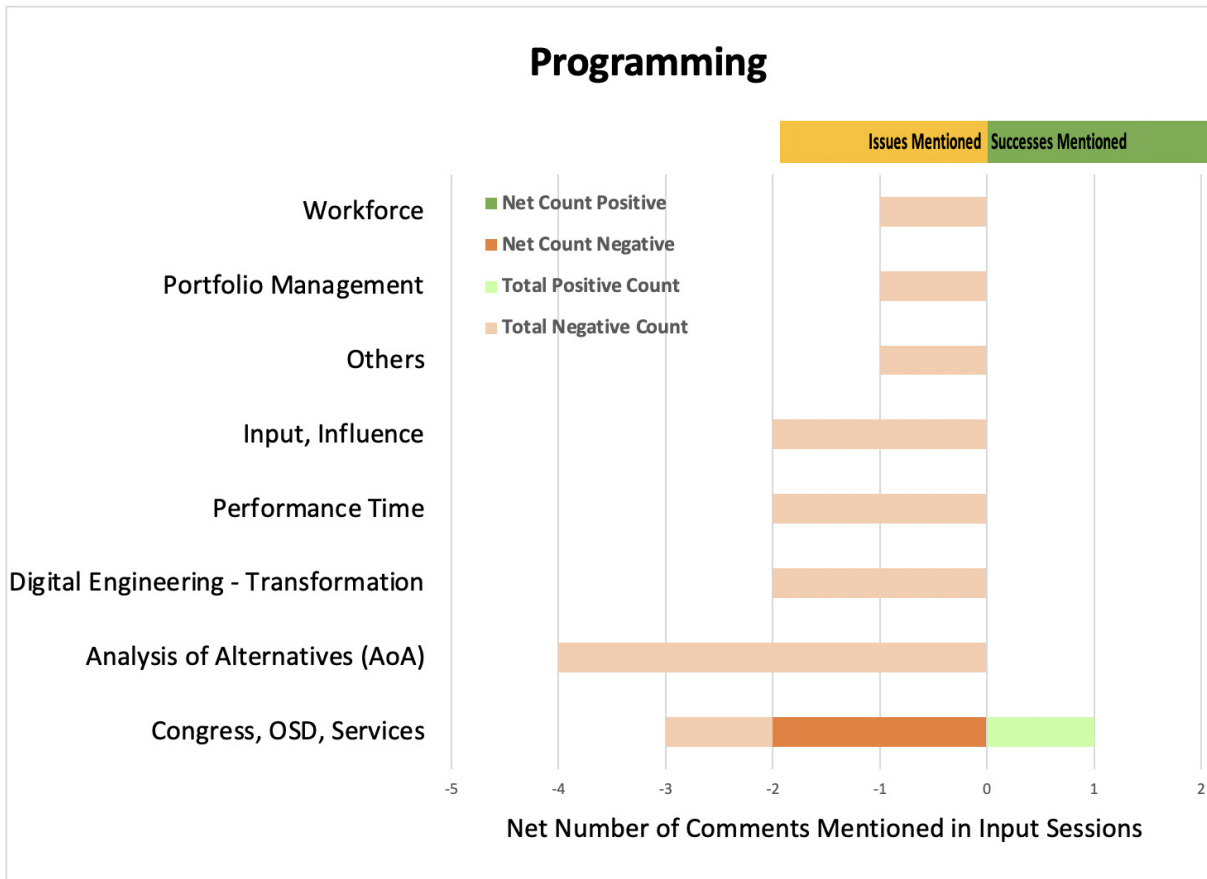 Programming
Issues Mentioned Successes Mentioned
Net Count Positive
Net Count Negative
Total Positive Count
Total Negative Count
Workforce
Portfolio Management
Others
Input, Influence
Performance Time
Digital Engineering - Transformation
Analysis of Alternatives (AoA)
Congress, OSD, Services
-5 -4 -3 -2 -1 0 1 2
Net Number of Comments Mentioned in Input Sessions